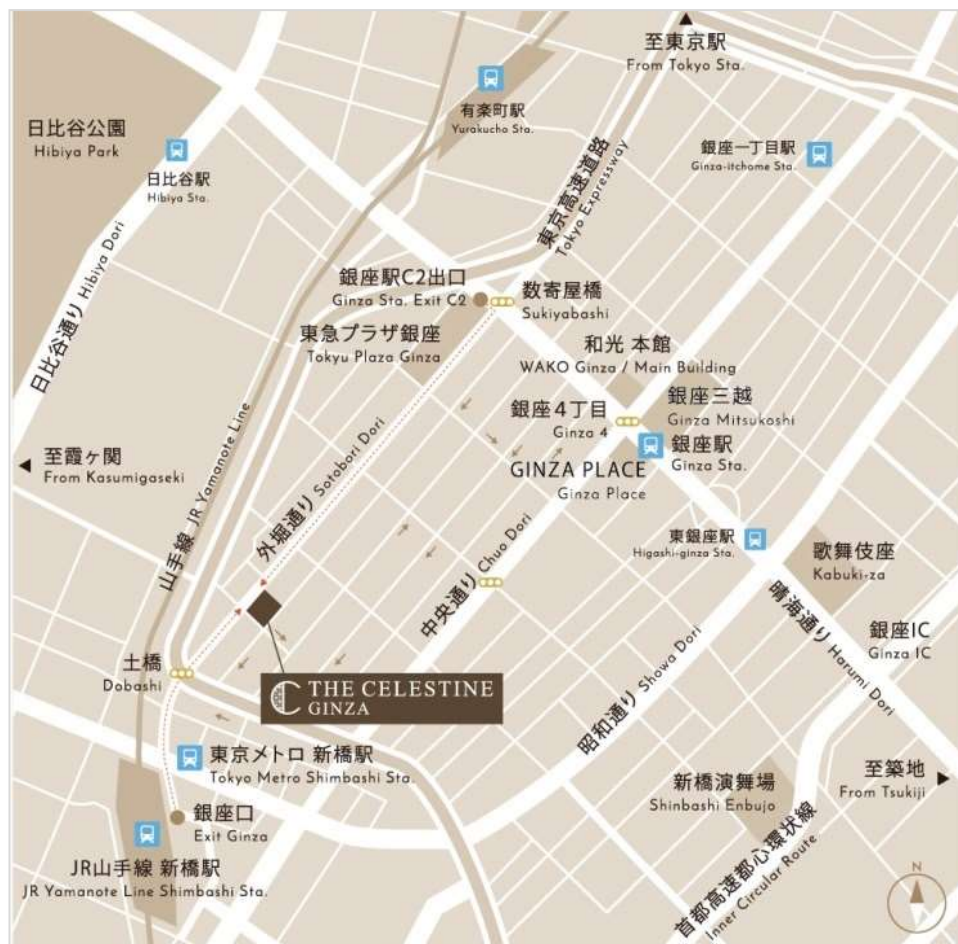 至東京駅
From Tokyo Sta.
有楽町駅
Yurakucho Sta.
日比谷公園
Hibiya Park
日比谷駅
Hibiya Sta.
銀座一丁目駅
Ginza-itchome Sta.
東京高速道路
Tokyo Expressway
日比谷通り Hibiya Dori
銀座駅C2出口
Ginza Sta. Exit C2
数寄屋橋
Sukiyabashi
東急プラザ銀座
Tokyu Plaza Ginza
和光 本館
WAKO Ginza / Main Building
銀座三越
Ginza Mitsukoshi
銀座4丁目
Ginza 4
銀座駅
Ginza Sta.
GINZA PLACE
Ginza Place
至霞ヶ関
From Kasumigaseki
山手線 JR Yamanote Line
外堀通り Sotobori Dori
中央通り Chuo Dori
東銀座駅
Higashi-ginza Sta.
歌舞伎座
Kabuki-za
晴海通り Harumi Dori
銀座IC
Ginza IC
昭和通り Showa Dori
土橋
Dobashi
THE CELESTINE
GINZA
東京メトロ 新橋駅
Tokyo Metro Shimbashi Sta.
銀座口
Exit Ginza
JR山手線 新橋駅
JR Yamanote Line Shimbashi Sta.
新橋演舞場
Shinbashi Enbujo
至築地
From Tsukiji
首都高速都心環状線
Inner Circular Route
N